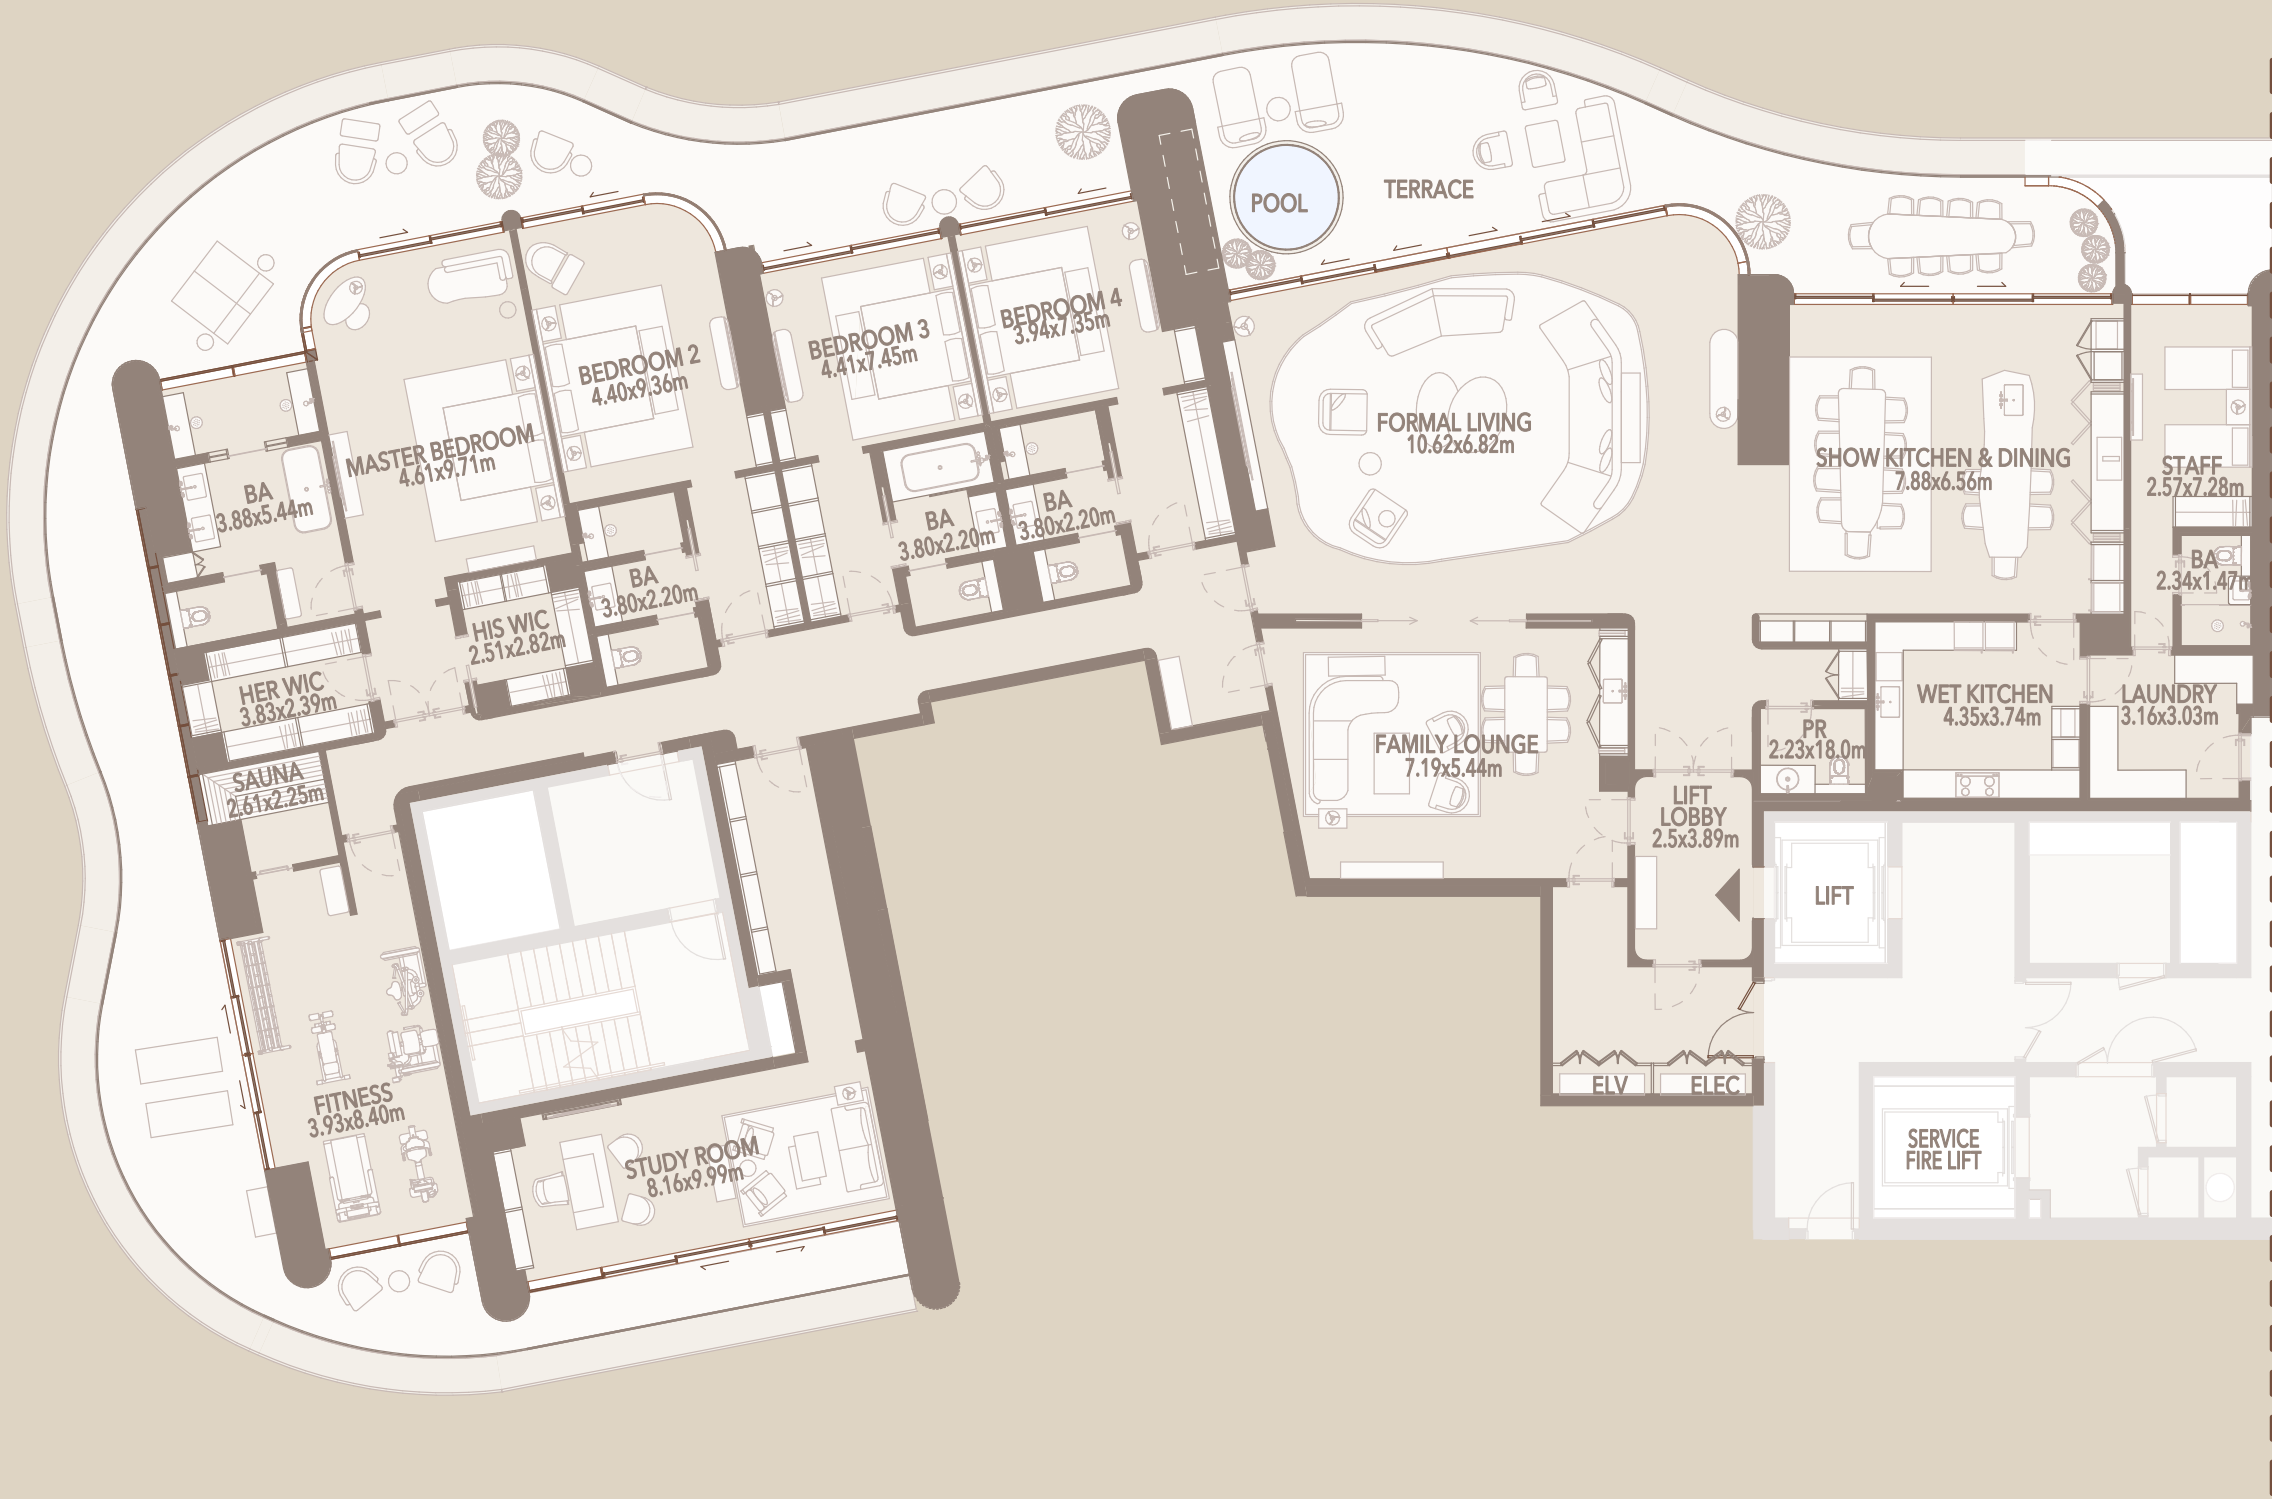 POOL
TERRACE
MASTER BEDROOM
4.61x9.71m
BEDROOM 2
4.40x9.36m
BEDROOM 3
4.41x7.45m
BEDROOM 4
3.94x7.35m
FORMAL LIVING
10.62x6.82m
SHOW KITCHEN & DINING
7.88x6.56m
STAFF
2.57x7.28m
BA
3.88x5.44m
BA
3.80x2.20m
BA
3.80x2.20m
BA
3.80x2.20m
BA
2.34x1.47m
HIS WIC
2.51x2.82m
HER WIC
3.83x2.39m
SAUNA
2.61x2.25m
FAMILY LOUNGE
7.19x5.44m
PR
2.23x18.0m
WET KITCHEN
4.35x3.74m
LAUNDRY
3.16x3.03m
LIFT
LOBBY
2.5x3.89m
LIFT
FITNESS
3.93x8.40m
STUDY ROOM
8.16x9.99m
ELV
ELEC
SERVICE
FIRE LIFT